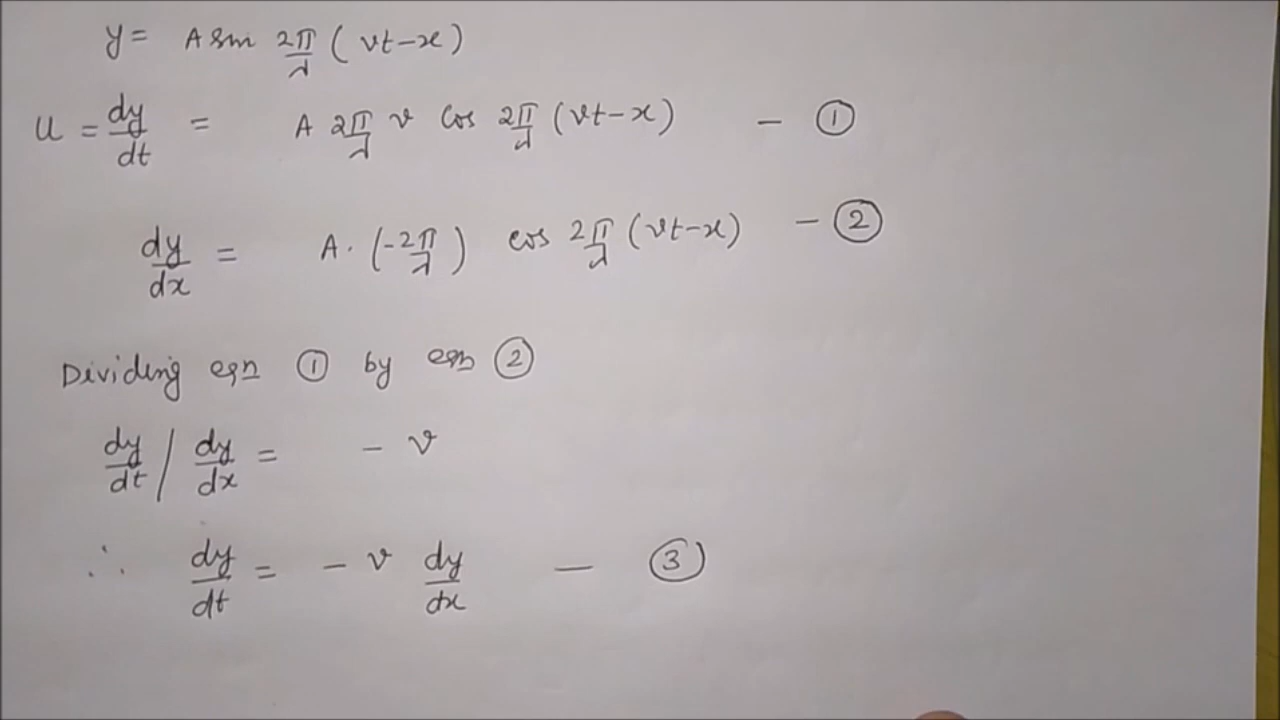 y = A sin 2π/λ (vt-x)
u = dy/dt = A 2π/λ v cos 2π/λ (vt-x) - ①
dy/dx = A. (-2π/λ) cos 2π/λ (vt-x) - ②
Dividing eqn ① by eqn ②
dy/dt / dy/dx = - v
∴ dy/dt = - v dy/dx - ③